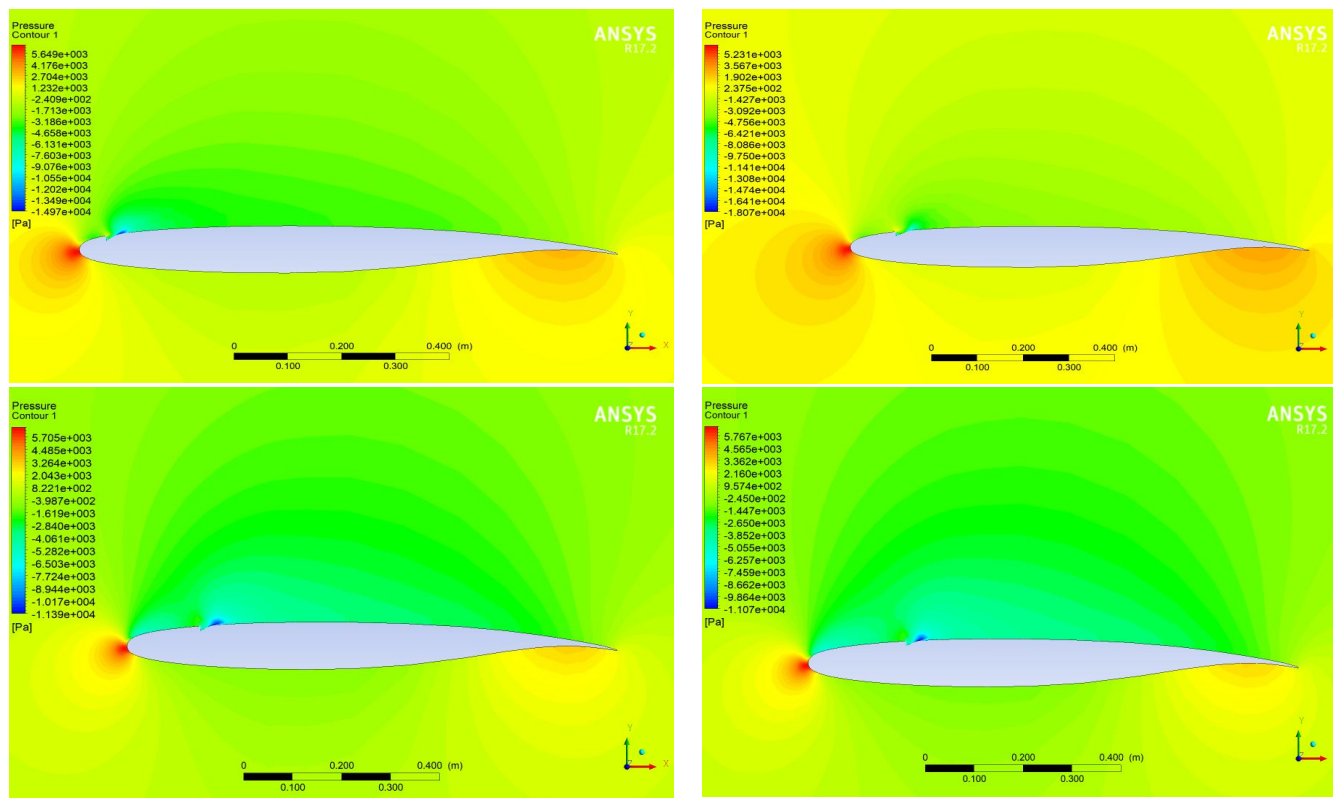 Pressure
Contour 1
5.649e+003
4.176e+003
2.704e+003
1.232e+003
-2.409e+002
-1.713e+003
-3.186e+003
-4.658e+003
-6.131e+003
-7.603e+003
-9.076e+003
-1.055e+004
-1.202e+004
-1.349e+004
-1.497e+004
[Pa]
ANSYS
R17.2
0 0.200 0.400 (m)
0.100 0.300
Y
X
Z
Pressure
Contour 1
5.231e+003
3.567e+003
1.902e+003
2.375e+002
-1.427e+003
-3.092e+003
-4.756e+003
-6.421e+003
-8.086e+003
-9.750e+003
-1.141e+004
-1.308e+004
-1.474e+004
-1.641e+004
-1.807e+004
[Pa]
ANSYS
R17.2
0 0.200 0.400 (m)
0.100 0.300
Y
Z
Pressure
Contour 1
5.705e+003
4.485e+003
3.264e+003
2.043e+003
8.221e+002
-3.987e+002
-1.619e+003
-2.840e+003
-4.061e+003
-5.282e+003
-6.503e+003
-7.724e+003
-8.944e+003
-1.017e+004
-1.139e+004
[Pa]
ANSYS
R17.2
0 0.200 0.400 (m)
0.100 0.300
Y
X
Z
Pressure
Contour 1
5.767e+003
4.565e+003
3.362e+003
2.160e+003
9.574e+002
-2.450e+002
-1.447e+003
-2.650e+003
-3.852e+003
-5.055e+003
-6.257e+003
-7.459e+003
-8.662e+003
-9.864e+003
-1.107e+004
[Pa]
ANSYS
R17.2
0 0.200 0.400 (m)
0.100 0.300
Y
Z